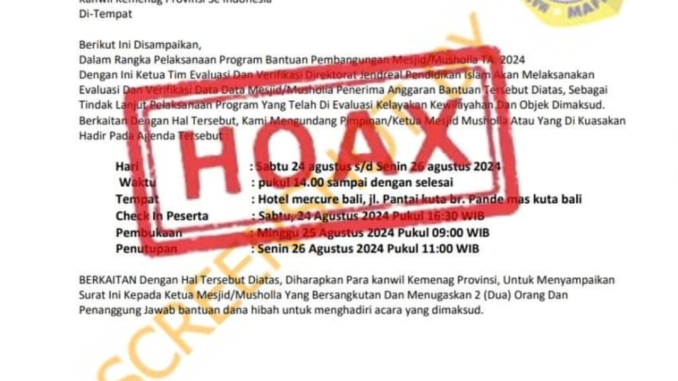 Kanwil Kemenag Provinsi Se Indonesia
Di-Tempat
MAPA
Berikut Ini Disampaikan,
Dalam Rangka Pelaksanaan Program Bantuan Pembangungan Mesjid/Musholla TA. 2024
Dengan Ini Ketua Tim Evaluasi Dan Verifikasi Direktorat Jendreal Pendidikan Islam Akan Melaksanakan
Evaluasi Dan Verifikasi Data Data Mesjid/Musholla Penerima Anggaran Bantuan Tersebut Diatas, Sebagai
Tindak Lanjut Pelaksanaan Program Yang Telah Di Evaluasi Kelayakan Kewilayahan Dan Objek Dimaksud.
Berkaitan Dengan Hal Tersebut, Kami Mengundang Pimpinan/Ketua Mesjid Musholla Atau Yang Di Kuasakan
Hadir Pada Agenda Tersebut :
HOAX
Hari : Sabtu 24 agustus s/d Senin 26 agustus 2024
Waktu : pukul 14.00 sampai dengan selesai
Tempat : Hotel mercure bali, jl. Pantai kuta br. Pande mas kuta bali
Check In Peserta : Sabtu, 24 Agustus 2024 Pukul 16:30 WIB
Pembukaan : Minggu 25 Agustus 2024 Pukul 09:00 WIB
Penutupan : Senin 26 Agustus 2024 Pukul 11:00 WIB
BERKAITAN Dengan Hal Tersebut Diatas, Diharapkan Para kanwil Kemenag Provinsi, Untuk Menyampaikan
Surat Ini Kepada Ketua Mesjid/Musholla Yang Bersangkutan Dan Menugaskan 2 (Dua) Orang Dan
Penanggung Jawab bantuan dana hibah untuk menghadiri acara yang dimaksud.